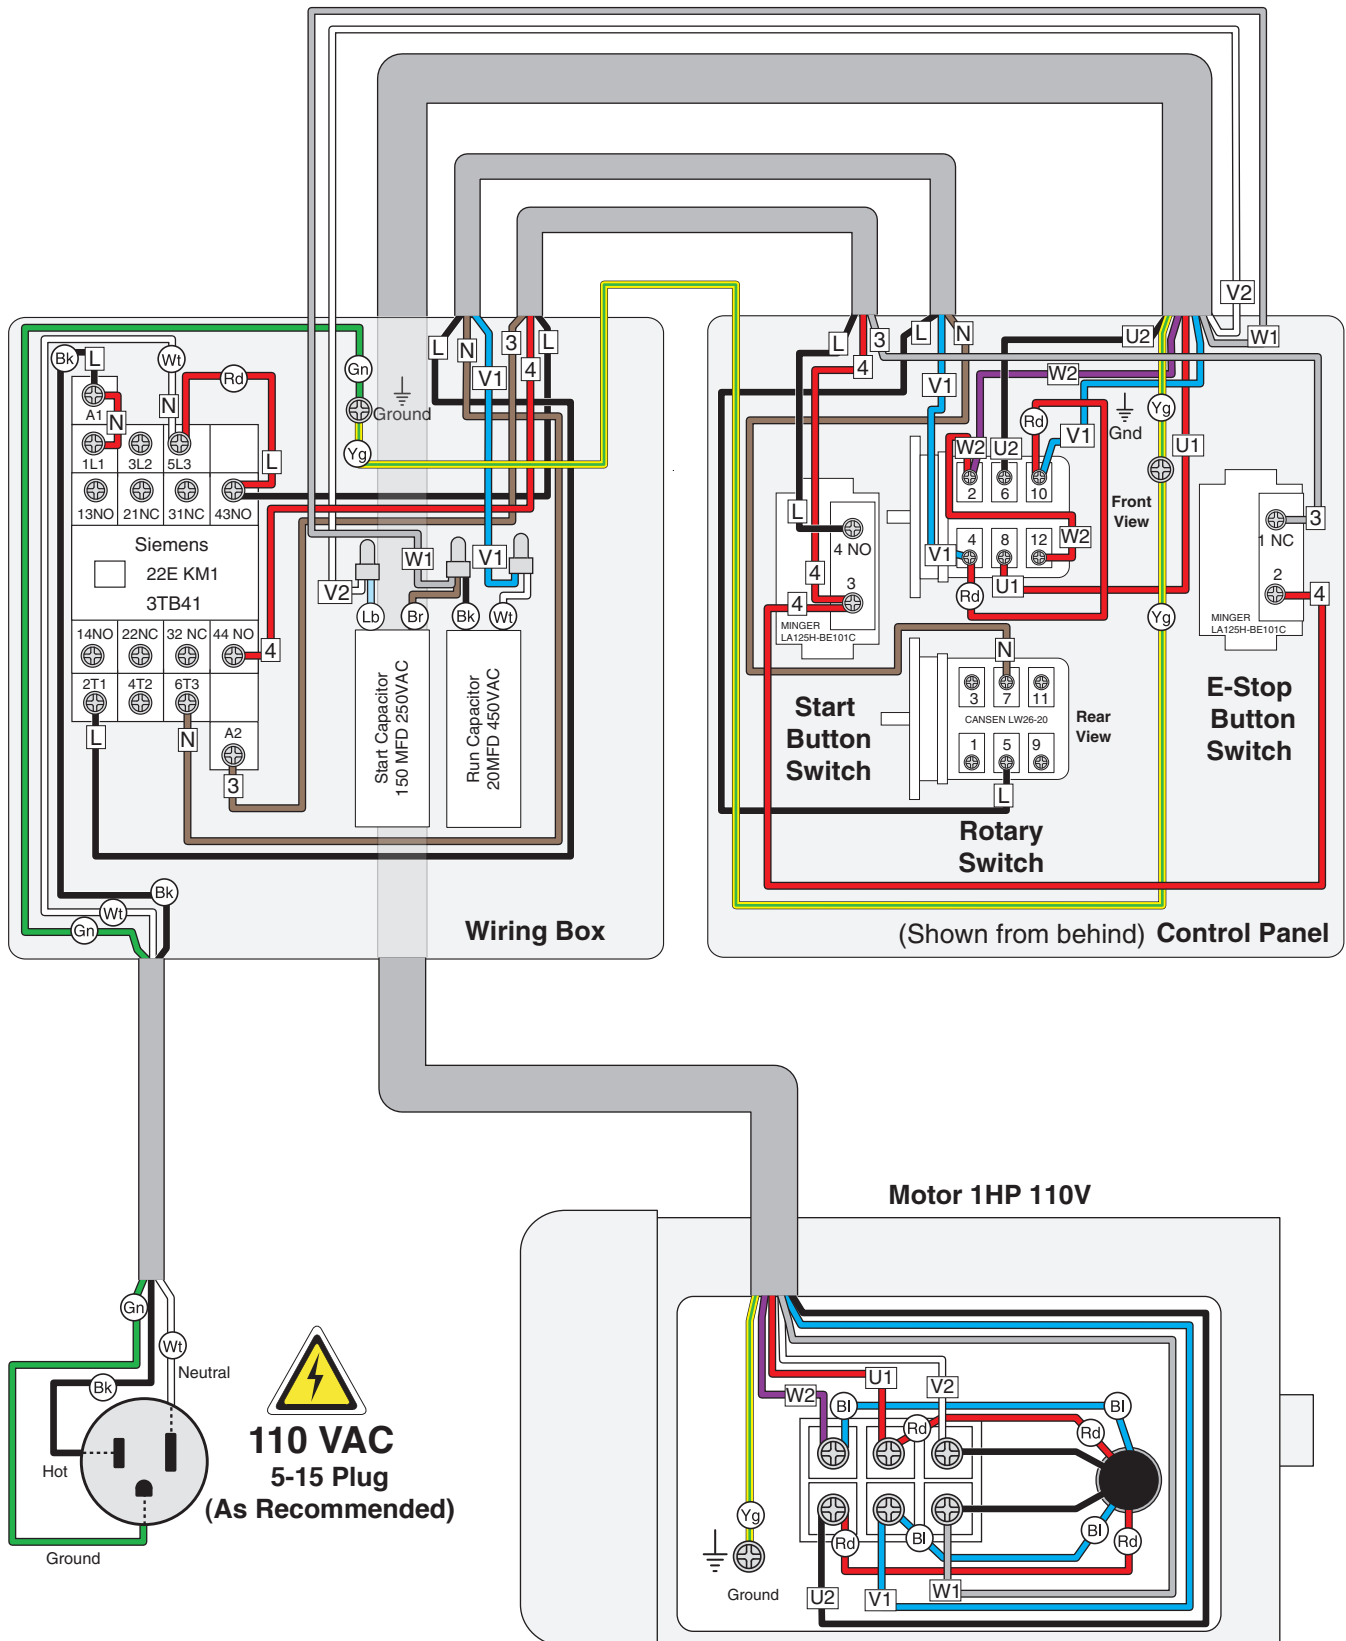 V2
W1
Bk
L
Wt
Rd
N
N
A1
1L1
3L2
5L3
L
13NO
21NC
31NC
43NO
Siemens
22E KM1
3TB41
14NO
22NC
32 NC
44 NO
4
2T1
4T2
6T3
L
N
A2
3
Gn
Ground
Yg
L
N
V1
3
4
L
W1
V1
V2
Lb
Br
Bk
Wt
Start Capacitor
150 MFD 250VAC
Run Capacitor
20MFD 450VAC
Bk
Wt
Gn
Wiring Box
L
3
4
L
N
V1
U2
W2
Yg
Gnd
Rd
V1
U1
W2
U2
2
6
10
Front
View
L
4 NO
V1
4
8
12
W2
U1
4
3
4
Rd
Yg
MINGER
LA125H-BE101C
3
1 NC
2
4
MINGER
LA125H-BE101C
N
3
7
11
CANSEN LW26-20
Rear
View
1
5
9
L
Start
Button
Switch
E-Stop
Button
Switch
Rotary
Switch
(Shown from behind) Control Panel
Motor 1HP 110V
Gn
Wt
Neutral
Bk
Hot
Ground
110 VAC
5-15 Plug
(As Recommended)
W2
U1
V2
Bl
Bl
Rd
Rd
Yg
Ground
Rd
Bl
Bl
Rd
U2
V1
W1